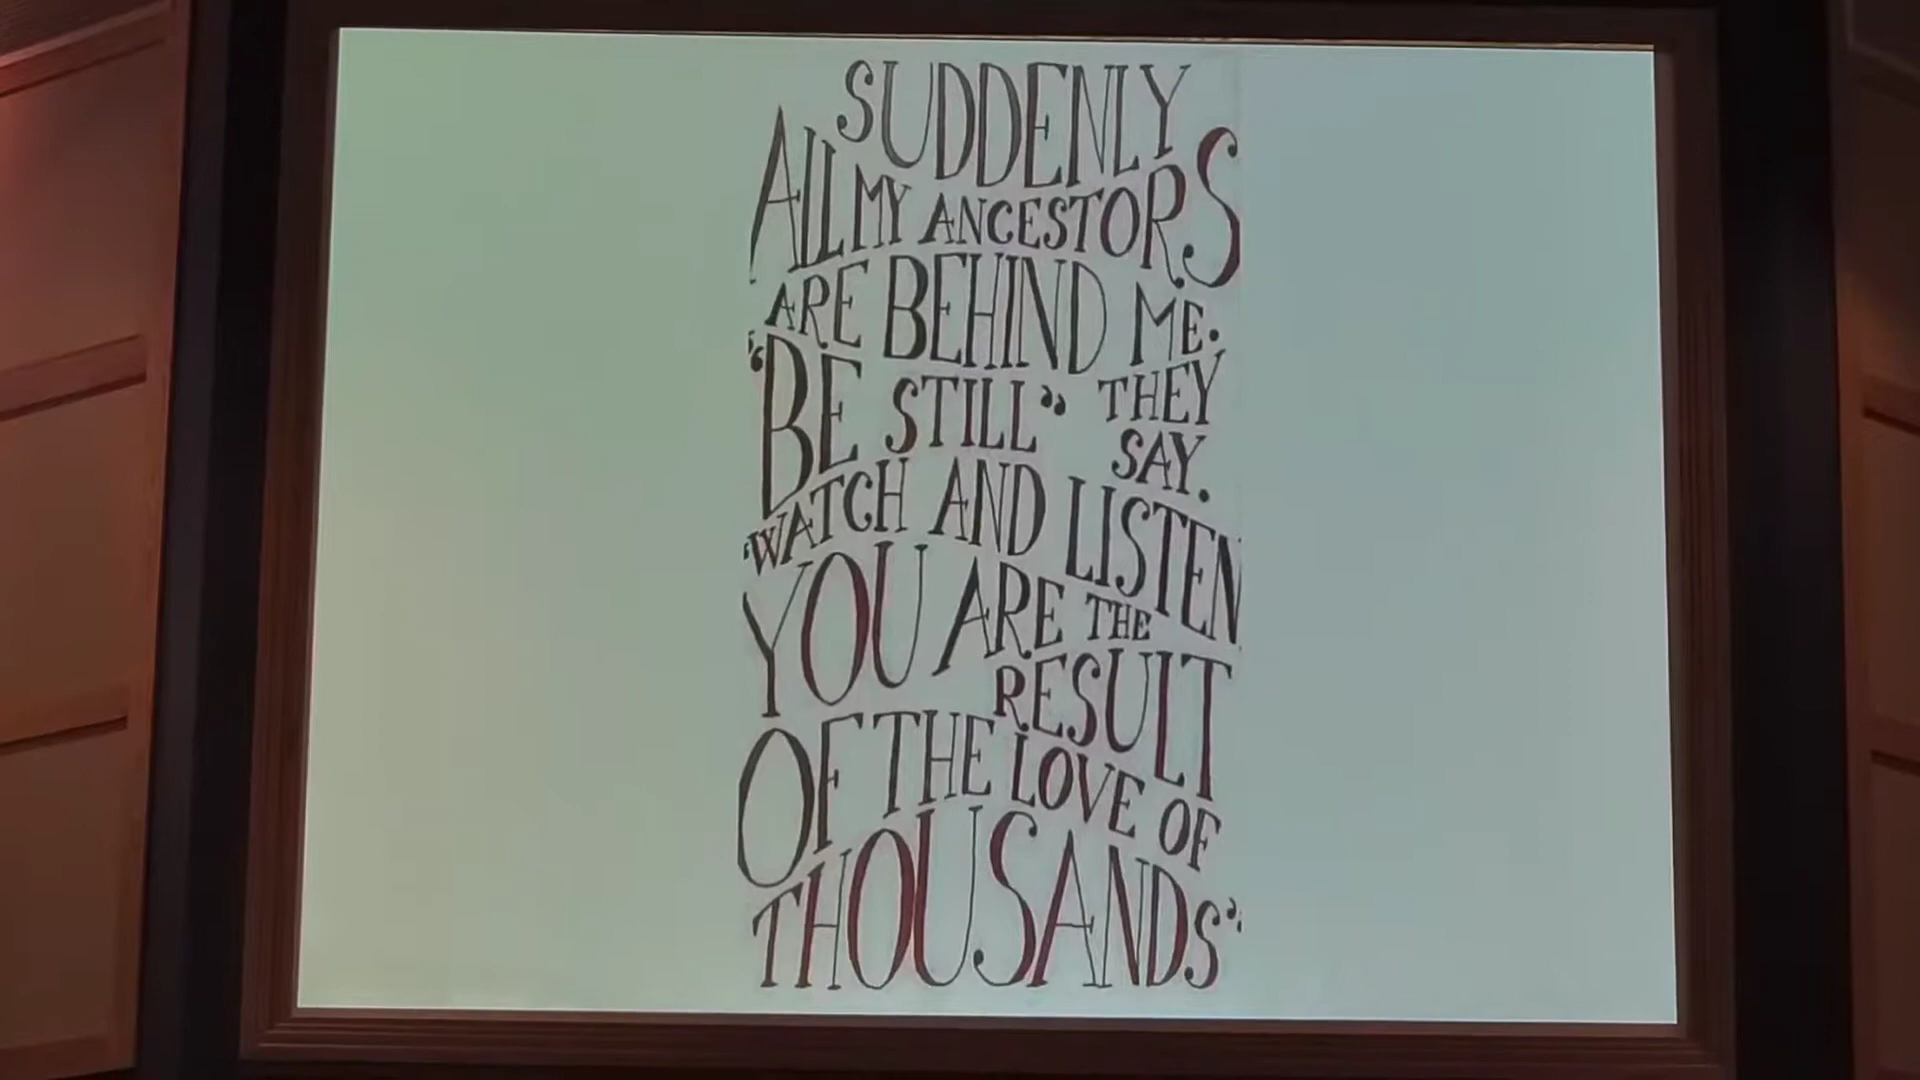 SUDDENLY
ALL MY ANCESTORS
ARE BEHIND ME.
"BE STILL" THEY
SAY.
"WATCH AND LISTEN
YOU ARE THE
RESULT
OF THE LOVE OF
THOUSANDS"